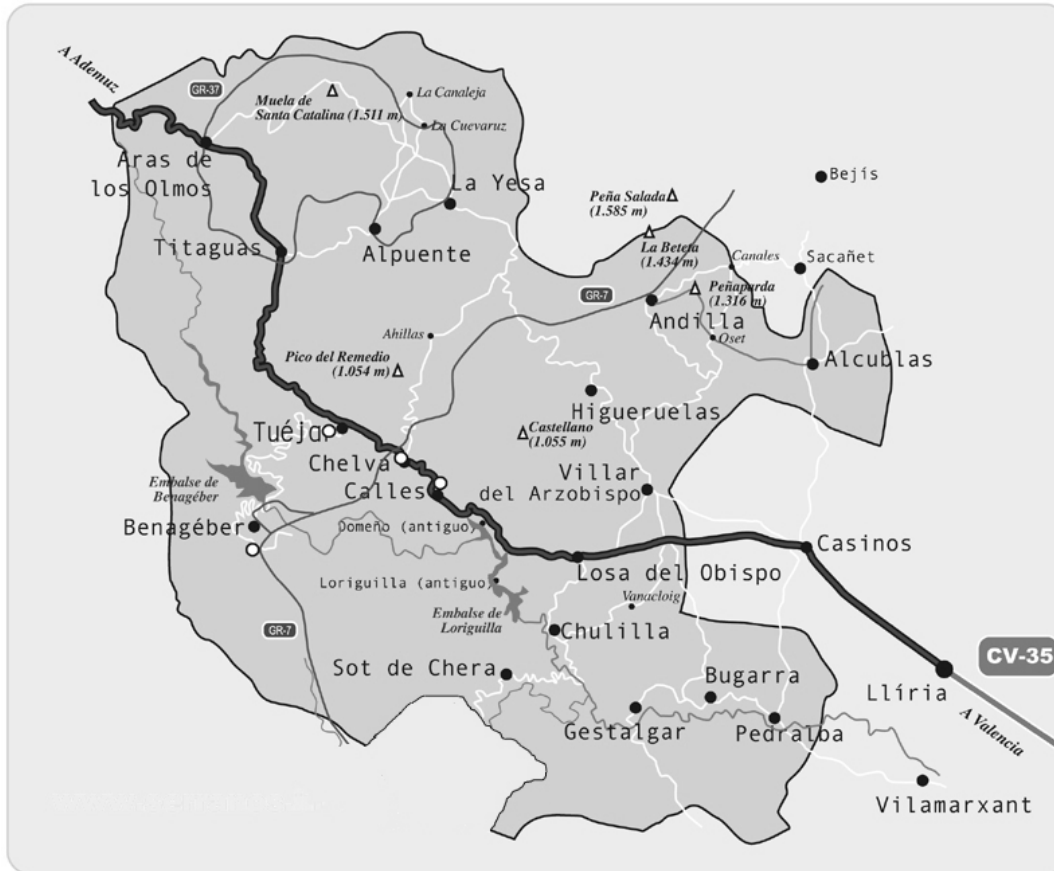 A Ademuz
GR-37
La Canaleja
Muela de
Santa Catalina (1.511 m)
La Cuevaruz
Aras de
los Olmos
La Yesa
Bejís
Peña Salada
(1.585 m)
Titaguas
Alpuente
La Beteta
(1.434 m)
Canales
Sacañet
Peñaparda
(1.316 m)
GR-7
Andilla
Ahillas
Oset
Pico del Remedio
(1.054 m)
Alcublas
Higueruelas
Tuéjar
Castellano
(1.055 m)
Chelva
Villar
del Arzobispo
Calles
Embalse de
Benagéber
Benagéber
Domeño (antiguo)
Casinos
Losa del Obispo
Loriguilla (antiguo)
Vanacloig
Embalse de
Loriguilla
GR-7
Chulilla
CV-35
Sot de Chera
Bugarra
Llíria
Gestalgar
Pedralba
A Valencia
Vilamarxant